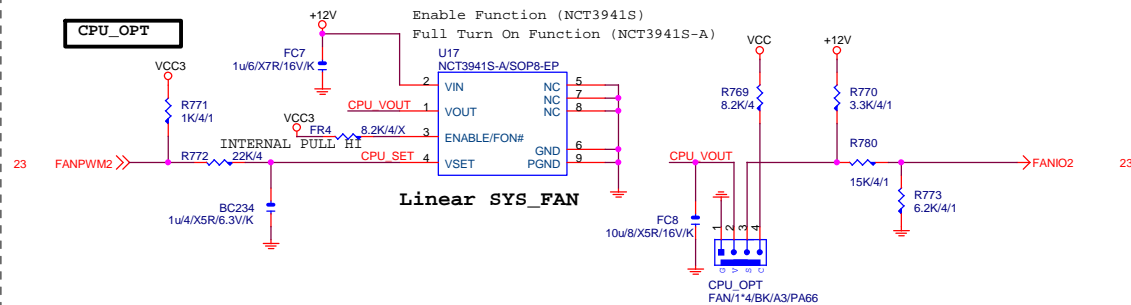 CPU_OPT
+12V
Enable Function (NCT3941S)
Full Turn On Function (NCT3941S-A)
FC7
1u/6/X7R/16V/K
U17
NCT3941S-A/SOP8-EP
VCC
+12V
VCC3
R771
1K/4/1
2 VIN
NC 5
NC 7
NC 8
CPU_VOUT 1 VOUT
VCC3
FR4 8.2K/4/X 3 ENABLE/FON#
INTERNAL PULL HI
GND 6
PGND 9
CPU_SET 4 VSET
23 FANPWM2 R772 22K/4
BC234
1u/4/X5R/6.3V/K
Linear SYS_FAN
R769
8.2K/4
R770
3.3K/4/1
CPU_VOUT
R780
15K/4/1
FANIO2 23
R773
6.2K/4/1
FC8
10u/8/X5R/16V/K
1 2 3 4
G V S C
CPU_OPT
FAN/1*4/BK/A3/PA66